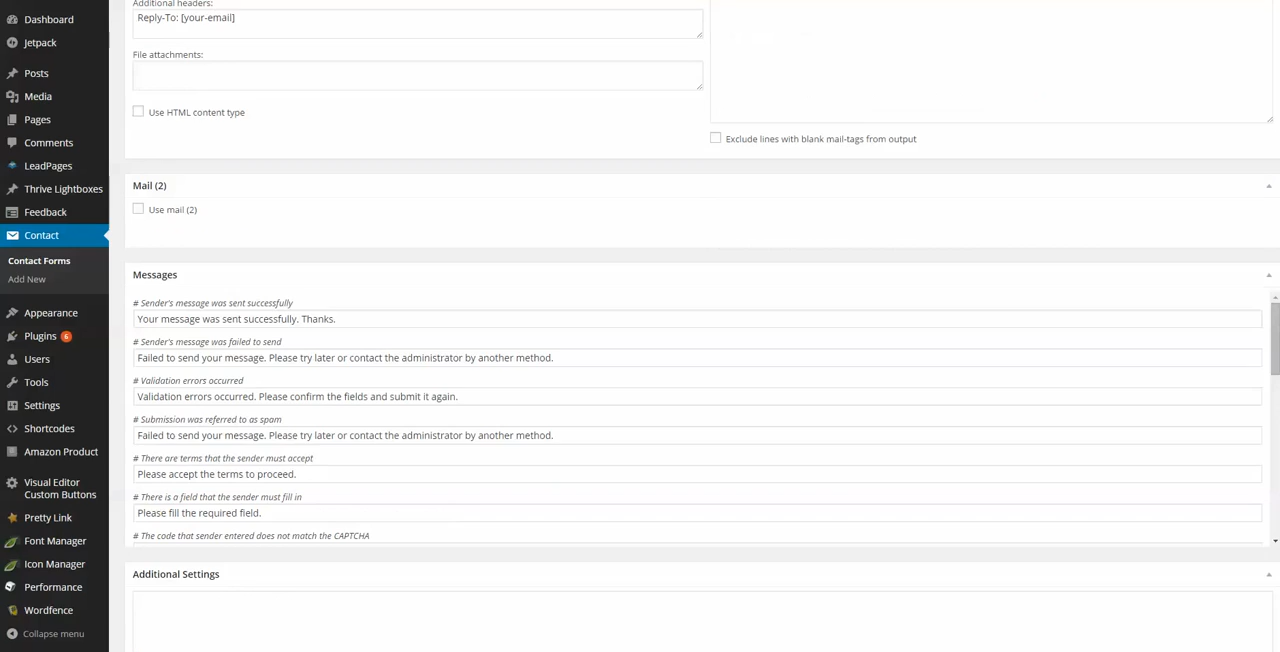 Dashboard
Jetpack
Posts
Media
Pages
Comments
LeadPages
Thrive Lightboxes
Feedback
Contact
Contact Forms
Add New
Appearance
Plugins 6
Users
Tools
Settings
Shortcodes
Amazon Product
Visual Editor
Custom Buttons
Pretty Link
Font Manager
Icon Manager
Performance
Wordfence
Collapse menu
Additional headers:
Reply-To: [your-email]
File attachments:
Use HTML content type
Exclude lines with blank mail-tags from output
Mail (2)
Use mail (2)
Messages
# Sender's message was sent successfully
Your message was sent successfully. Thanks.
# Sender's message was failed to send
Failed to send your message. Please try later or contact the administrator by another method.
# Validation errors occurred
Validation errors occurred. Please confirm the fields and submit it again.
# Submission was referred to as spam
Failed to send your message. Please try later or contact the administrator by another method.
# There are terms that the sender must accept
Please accept the terms to proceed.
# There is a field that the sender must fill in
Please fill the required field.
# The code that sender entered does not match the CAPTCHA
Additional Settings